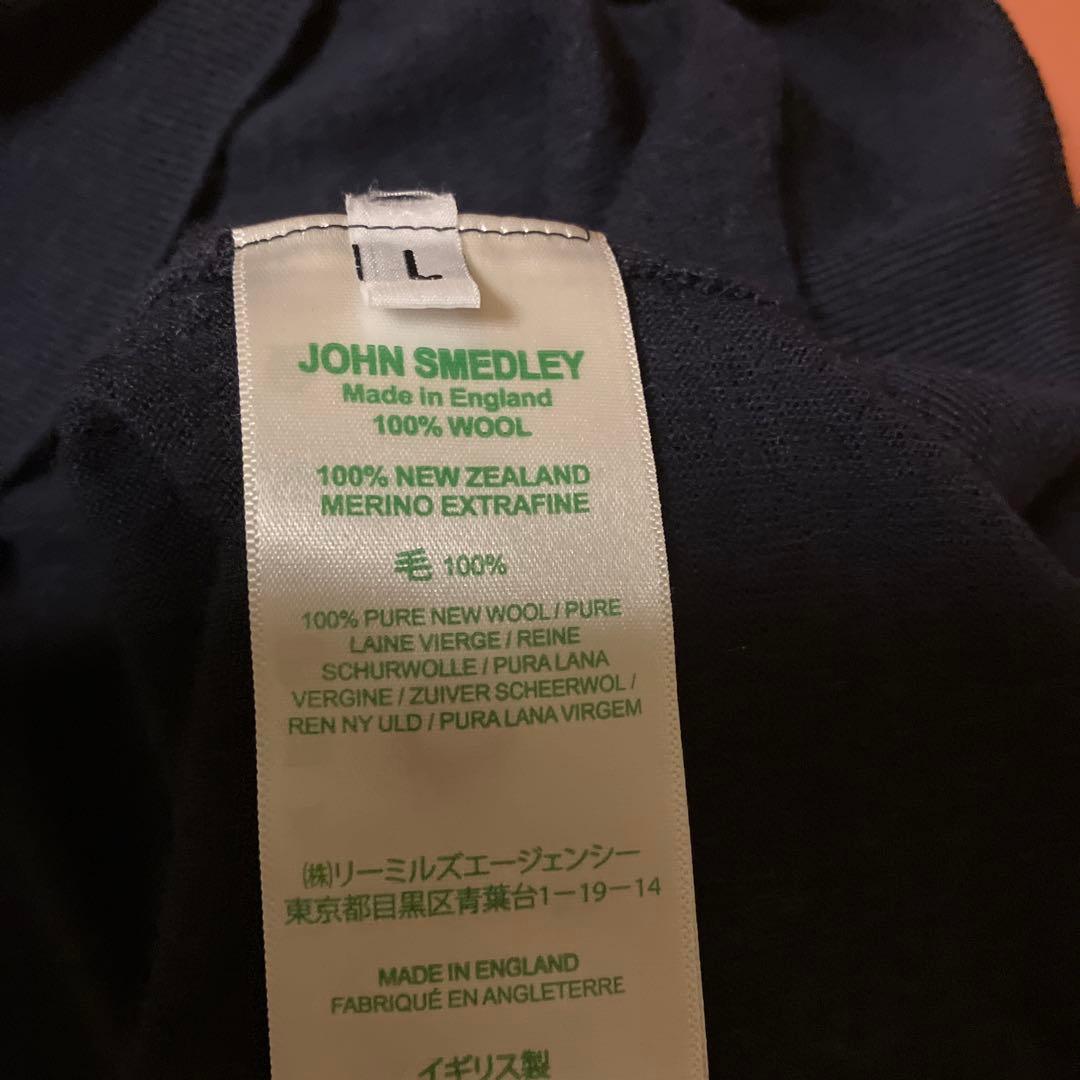 L
JOHN SMEDLEY
Made in England
100% WOOL
100% NEW ZEALAND
MERINO EXTRAFINE
毛 100%
100% PURE NEW WOOL / PURE
LAINE VIERGE / REINE
SCHURWOLLE / PURA LANA
VERGINE / ZUIVER SCHEERWOL /
REN NY ULD / PURA LANA VIRGEM
㈱リーミルズエージェンシー
東京都目黒区青葉台1-19-14
MADE IN ENGLAND
FABRIQUÉ EN ANGLETERRE
イギリス製